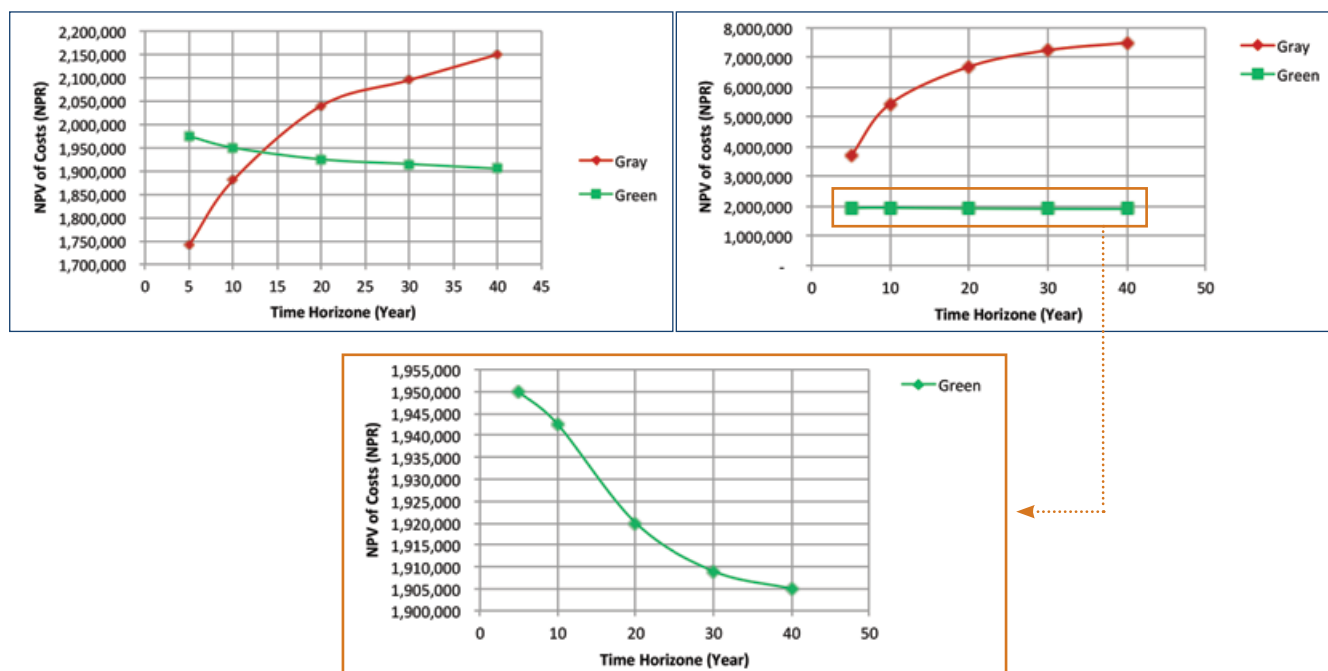 2,200,000
2,150,000
2,100,000
2,050,000
2,000,000
1,950,000
1,900,000
1,850,000
1,800,000
1,750,000
1,700,000
NPV of Costs (NPR)
0 5 10 15 20 25 30 35 40 45
Time Horizone (Year)
Gray
Green
8,000,000
7,000,000
6,000,000
5,000,000
4,000,000
3,000,000
2,000,000
1,000,000
-
NPV of costs (NPR)
0 10 20 30 40 50
Time Horizone (Year)
Gray
Green
1,955,000
1,950,000
1,945,000
1,940,000
1,935,000
1,930,000
1,925,000
1,920,000
1,915,000
1,910,000
1,905,000
1,900,000
NPV of Costs (NPR)
0 10 20 30 40 50
Time Horizone (Year)
Green